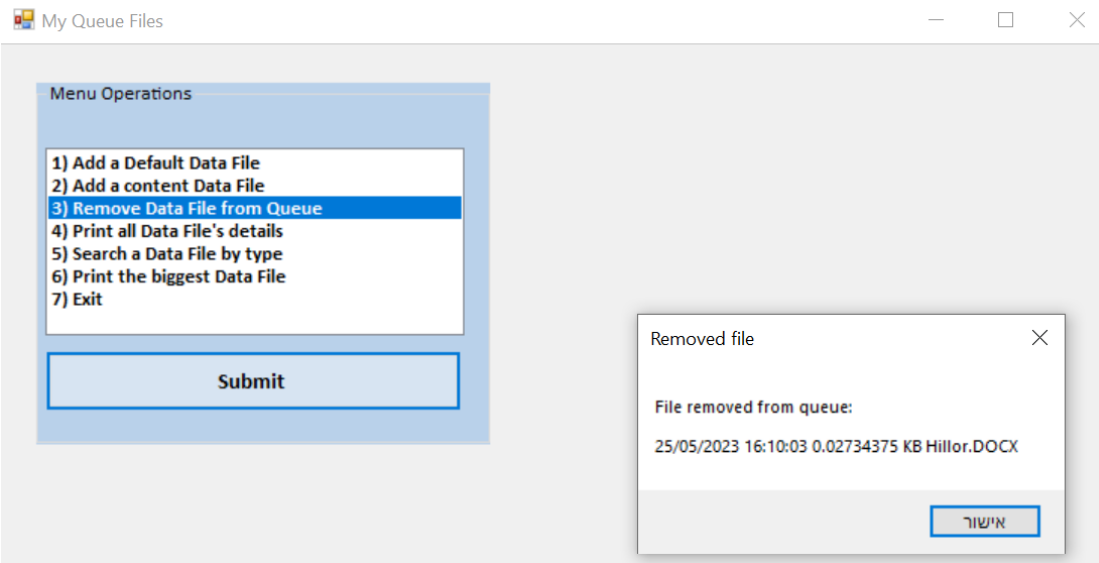 My Queue Files
Menu Operations
1) Add a Default Data File
2) Add a content Data File
3) Remove Data File from Queue
4) Print all Data File's details
5) Search a Data File by type
6) Print the biggest Data File
7) Exit
Submit
Removed file
File removed from queue:
25/05/2023 16:10:03 0.02734375 KB Hillor.DOCX
אישור